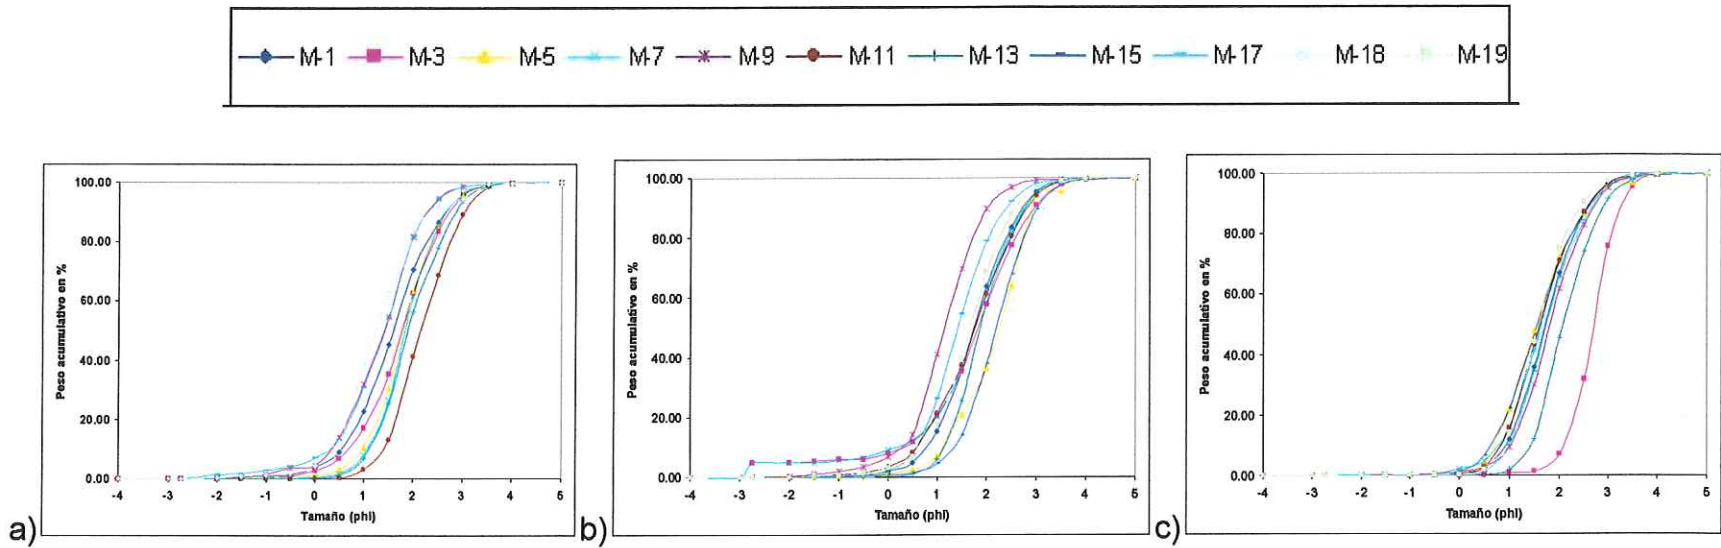 M-1 M-3 M-5 M-7 M-9 M-11 M-13 M-15 M-17 M-18 M-19
100.00
80.00
60.00
40.00
20.00
0.00
Peso acumulativo en %
-4 -3 -2 -1 0 1 2 3 4 5
Tamaño (phi)
a)
100.00
80.00
60.00
40.00
20.00
0.00
Peso acumulativo en %
-4 -3 -2 -1 0 1 2 3 4 5
Tamaño (phi)
b)
100.00
80.00
60.00
40.00
20.00
0.00
Peso acumulativo en %
-4 -3 -2 -1 0 1 2 3 4 5
Tamaño (phi)
c)